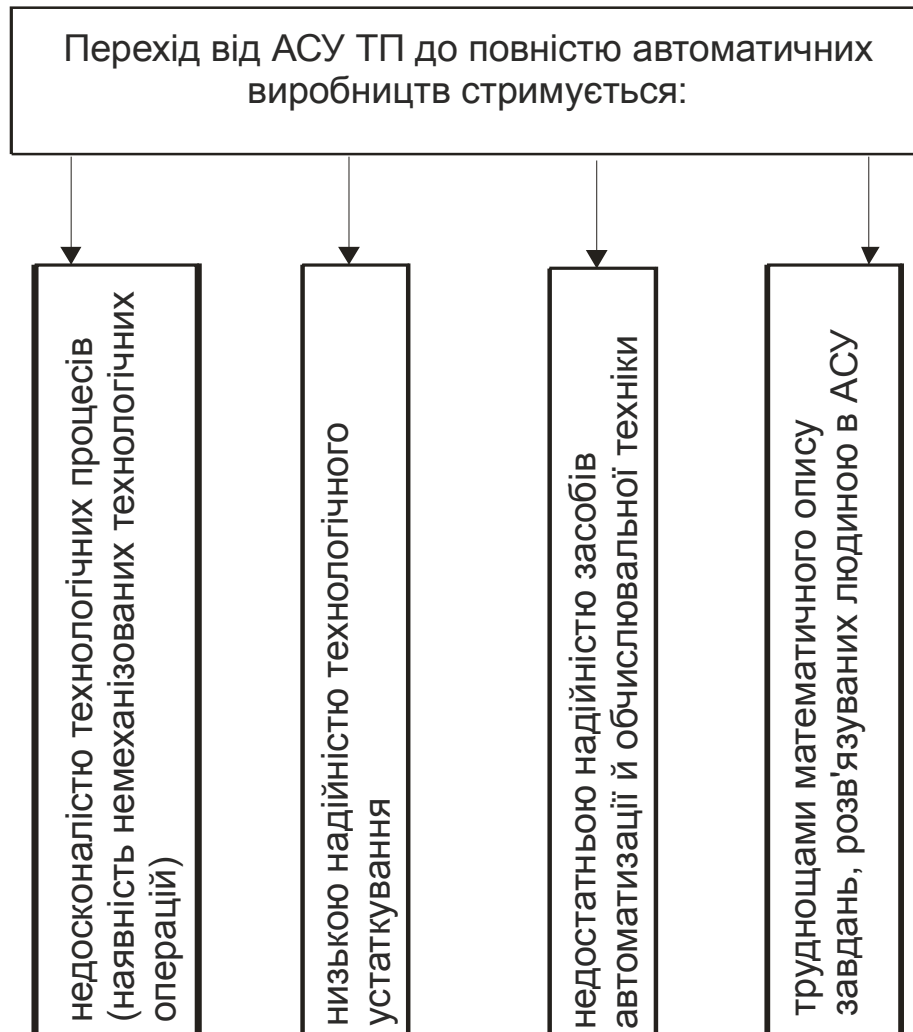 Перехід від АСУ ТП до повністю автоматичних
виробництв стримується:
недосконалістю технологічних процесів
(наявність немеханізованих технологічних
операцій)
низькою надійністю технологічного
устаткування
недостатньою надійністю засобів
автоматизації й обчислювальної техніки
труднощами математичного опису
завдань, розв'язуваних людиною в АСУ